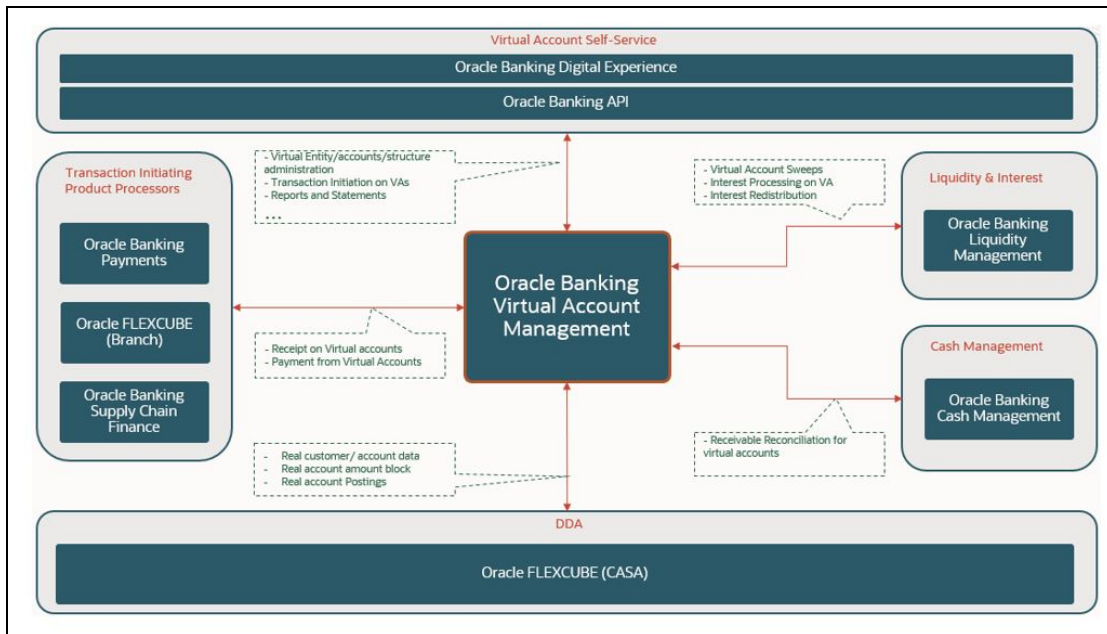 Virtual Account Self-Service
Oracle Banking Digital Experience
Oracle Banking API
- Virtual Entity/accounts/structure
administration
- Transaction Initiation on VAs
- Reports and Statements
...
Transaction Initiating
Product Processors
Oracle Banking
Payments
Oracle FLEXCUBE
(Branch)
Oracle Banking
Supply Chain
Finance
- Virtual Account Sweeps
- Interest Processing on VA
- Interest Redistribution
Liquidity & Interest
Oracle Banking
Liquidity
Management
Oracle Banking
Virtual Account
Management
- Receipt on Virtual accounts
- Payment from Virtual Accounts
Cash Management
Oracle Banking
Cash Management
- Receivable Reconciliation for
virtual accounts
- Real customer/ account data
- Real account amount block
- Real account Postings
DDA
Oracle FLEXCUBE (CASA)